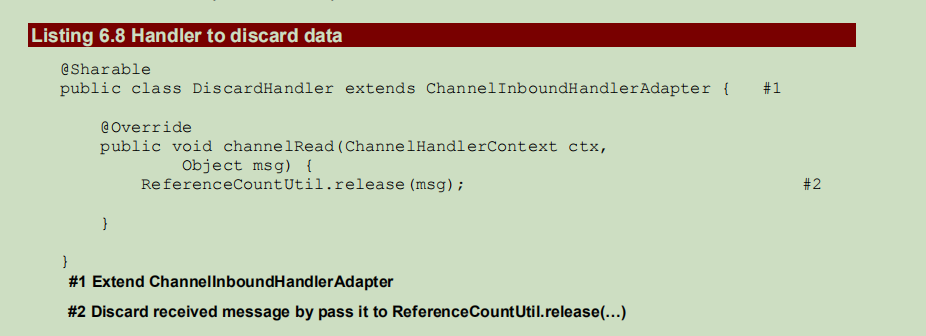 Listing 6.8 Handler to discard data
@Sharable
public class DiscardHandler extends ChannelInboundHandlerAdapter { #1
@Override
public void channelRead(ChannelHandlerContext ctx,
Object msg) {
ReferenceCountUtil.release(msg); #2
}
}
#1 Extend ChannelInboundHandlerAdapter
#2 Discard received message by pass it to ReferenceCountUtil.release(…)